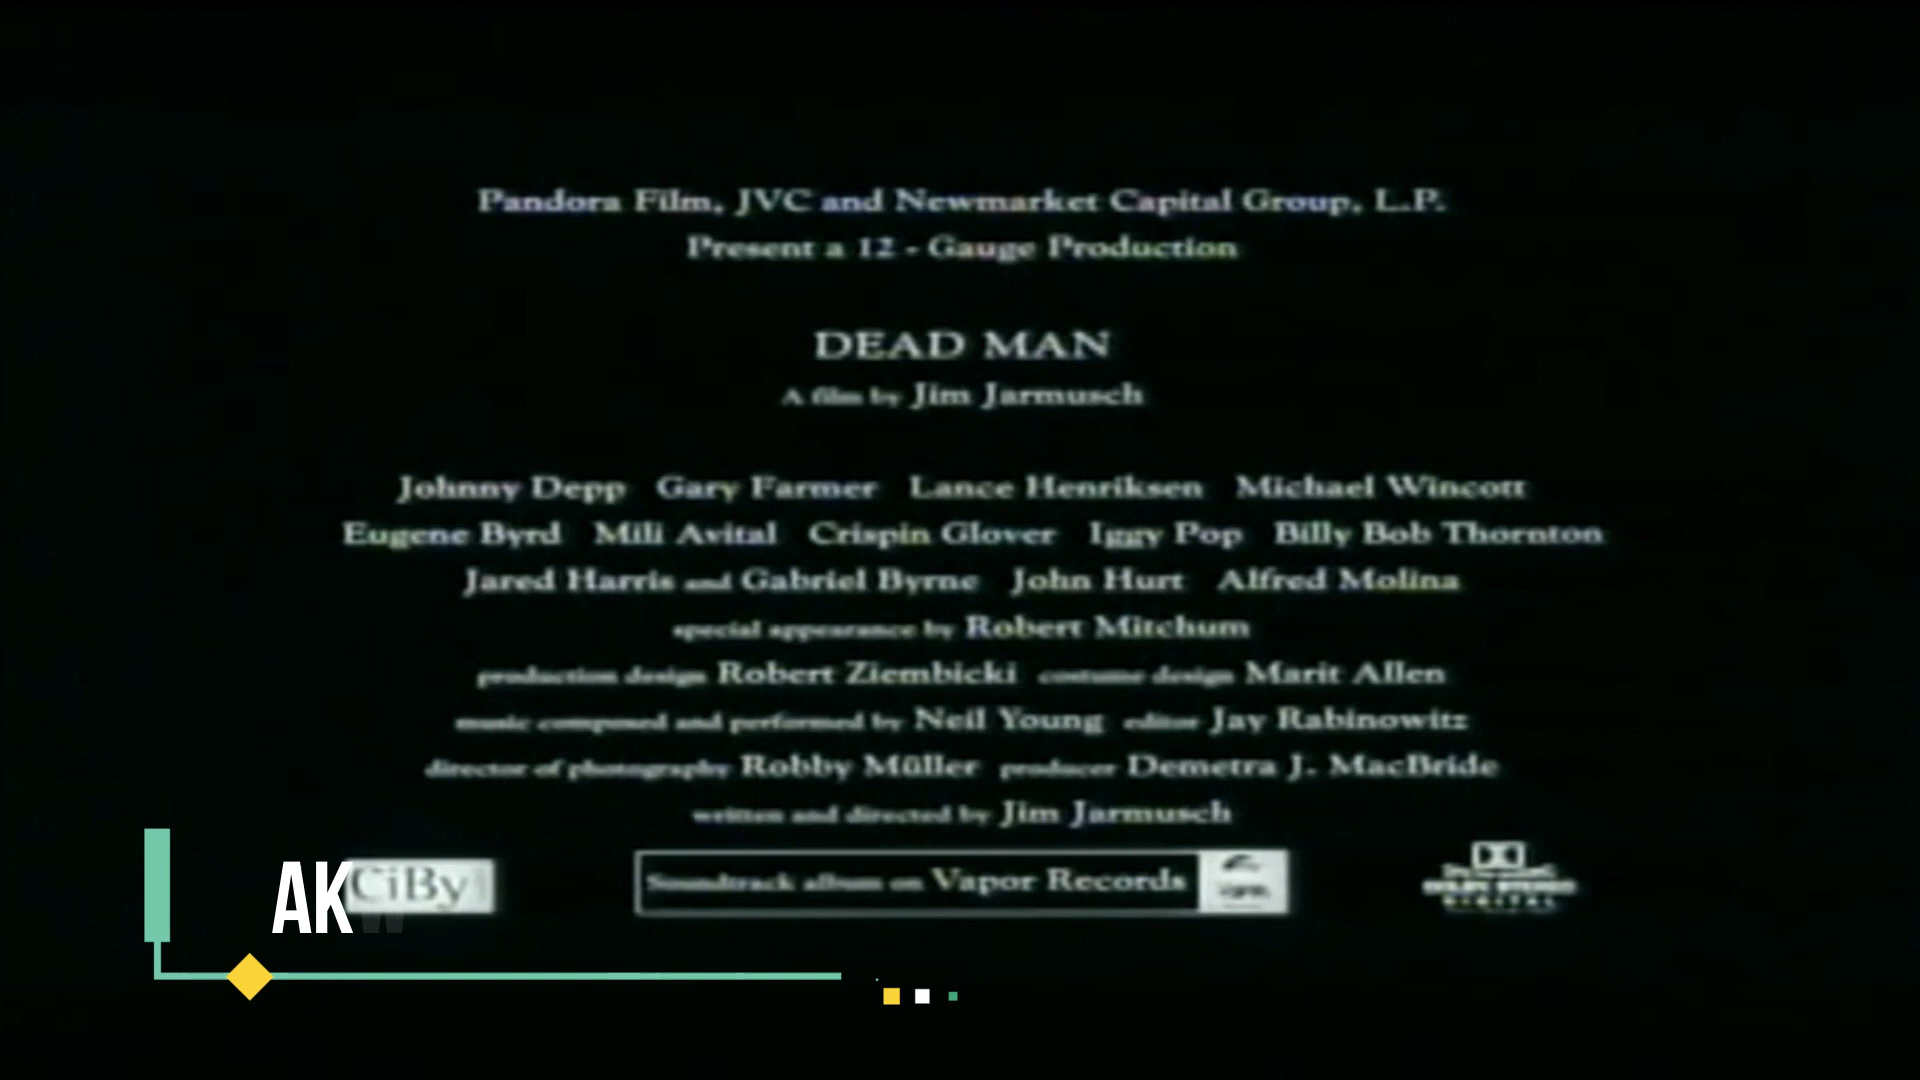 Pandora Film, JVC and Newmarket Capital Group, L.P.
Present a 12 - Gauge Production
DEAD MAN
A film by Jim Jarmusch
Johnny Depp Gary Farmer Lance Henriksen Michael Wincott
Eugene Byrd Mili Avital Crispin Glover Iggy Pop Billy Bob Thornton
Jared Harris and Gabriel Byrne John Hurt Alfred Molina
special appearance by Robert Mitchum
production design Robert Ziembicki costume design Marit Allen
music composed and performed by Neil Young editor Jay Rabinowitz
director of photography Robby Müller producer Demetra J. MacBride
written and directed by Jim Jarmusch
AKW
CiBy
Soundtrack album on Vapor Records
DOLBY STEREO
DIGITAL